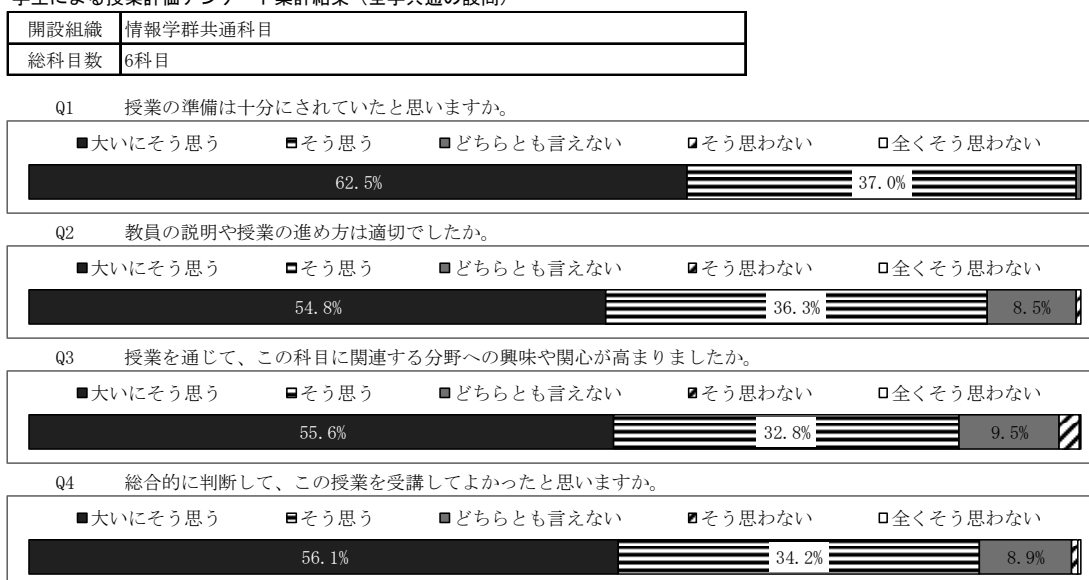 学生による授業評価アンケート集計結果（全学共通の設問）
開設組織 情報学群共通科目
総科目数 6科目
Q1 授業の準備は十分にされていたと思いますか。
■大いにそう思う ■そう思う ■どちらとも言えない ■そう思わない □全くそう思わない
62.5% 37.0%
Q2 教員の説明や授業の進め方は適切でしたか。
■大いにそう思う ■そう思う ■どちらとも言えない ■そう思わない □全くそう思わない
54.8% 36.3% 8.5%
Q3 授業を通じて、この科目に関連する分野への興味や関心が高まりましたか。
■大いにそう思う ■そう思う ■どちらとも言えない ■そう思わない □全くそう思わない
55.6% 32.8% 9.5%
Q4 総合的に判断して、この授業を受講してよかったと思いますか。
■大いにそう思う ■そう思う ■どちらとも言えない ■そう思わない □全くそう思わない
56.1% 34.2% 8.9%